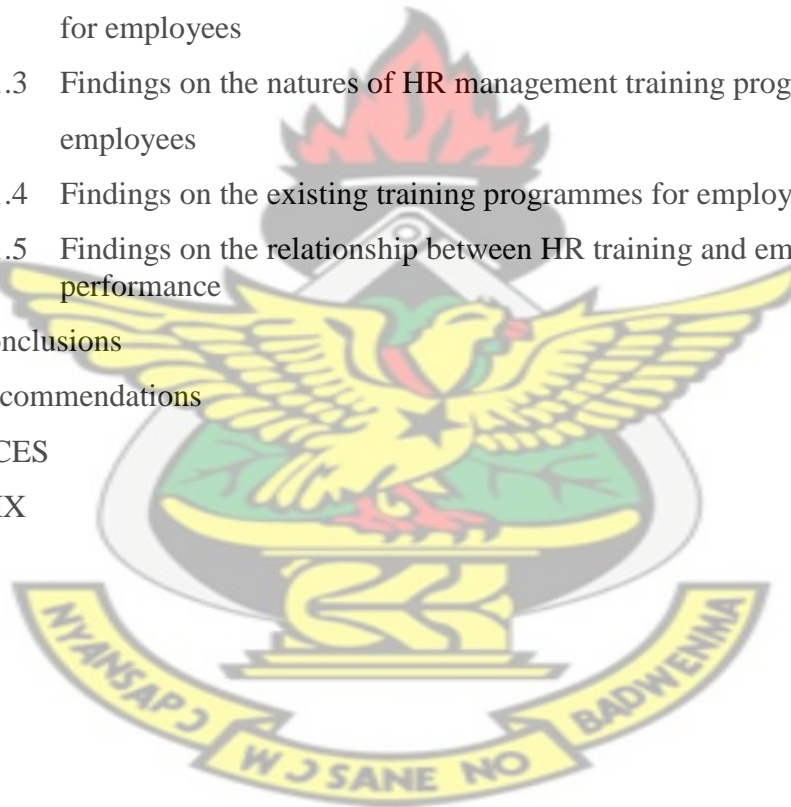 for employees
.3 Findings on the natures of HR management training prog
employees
.4 Findings on the existing training programmes for employ
.5 Findings on the relationship between HR training and em
performance
onclusions
commendations
CES
IX
NYANSAPƆ
WƆ SANE NO
BADWENMA